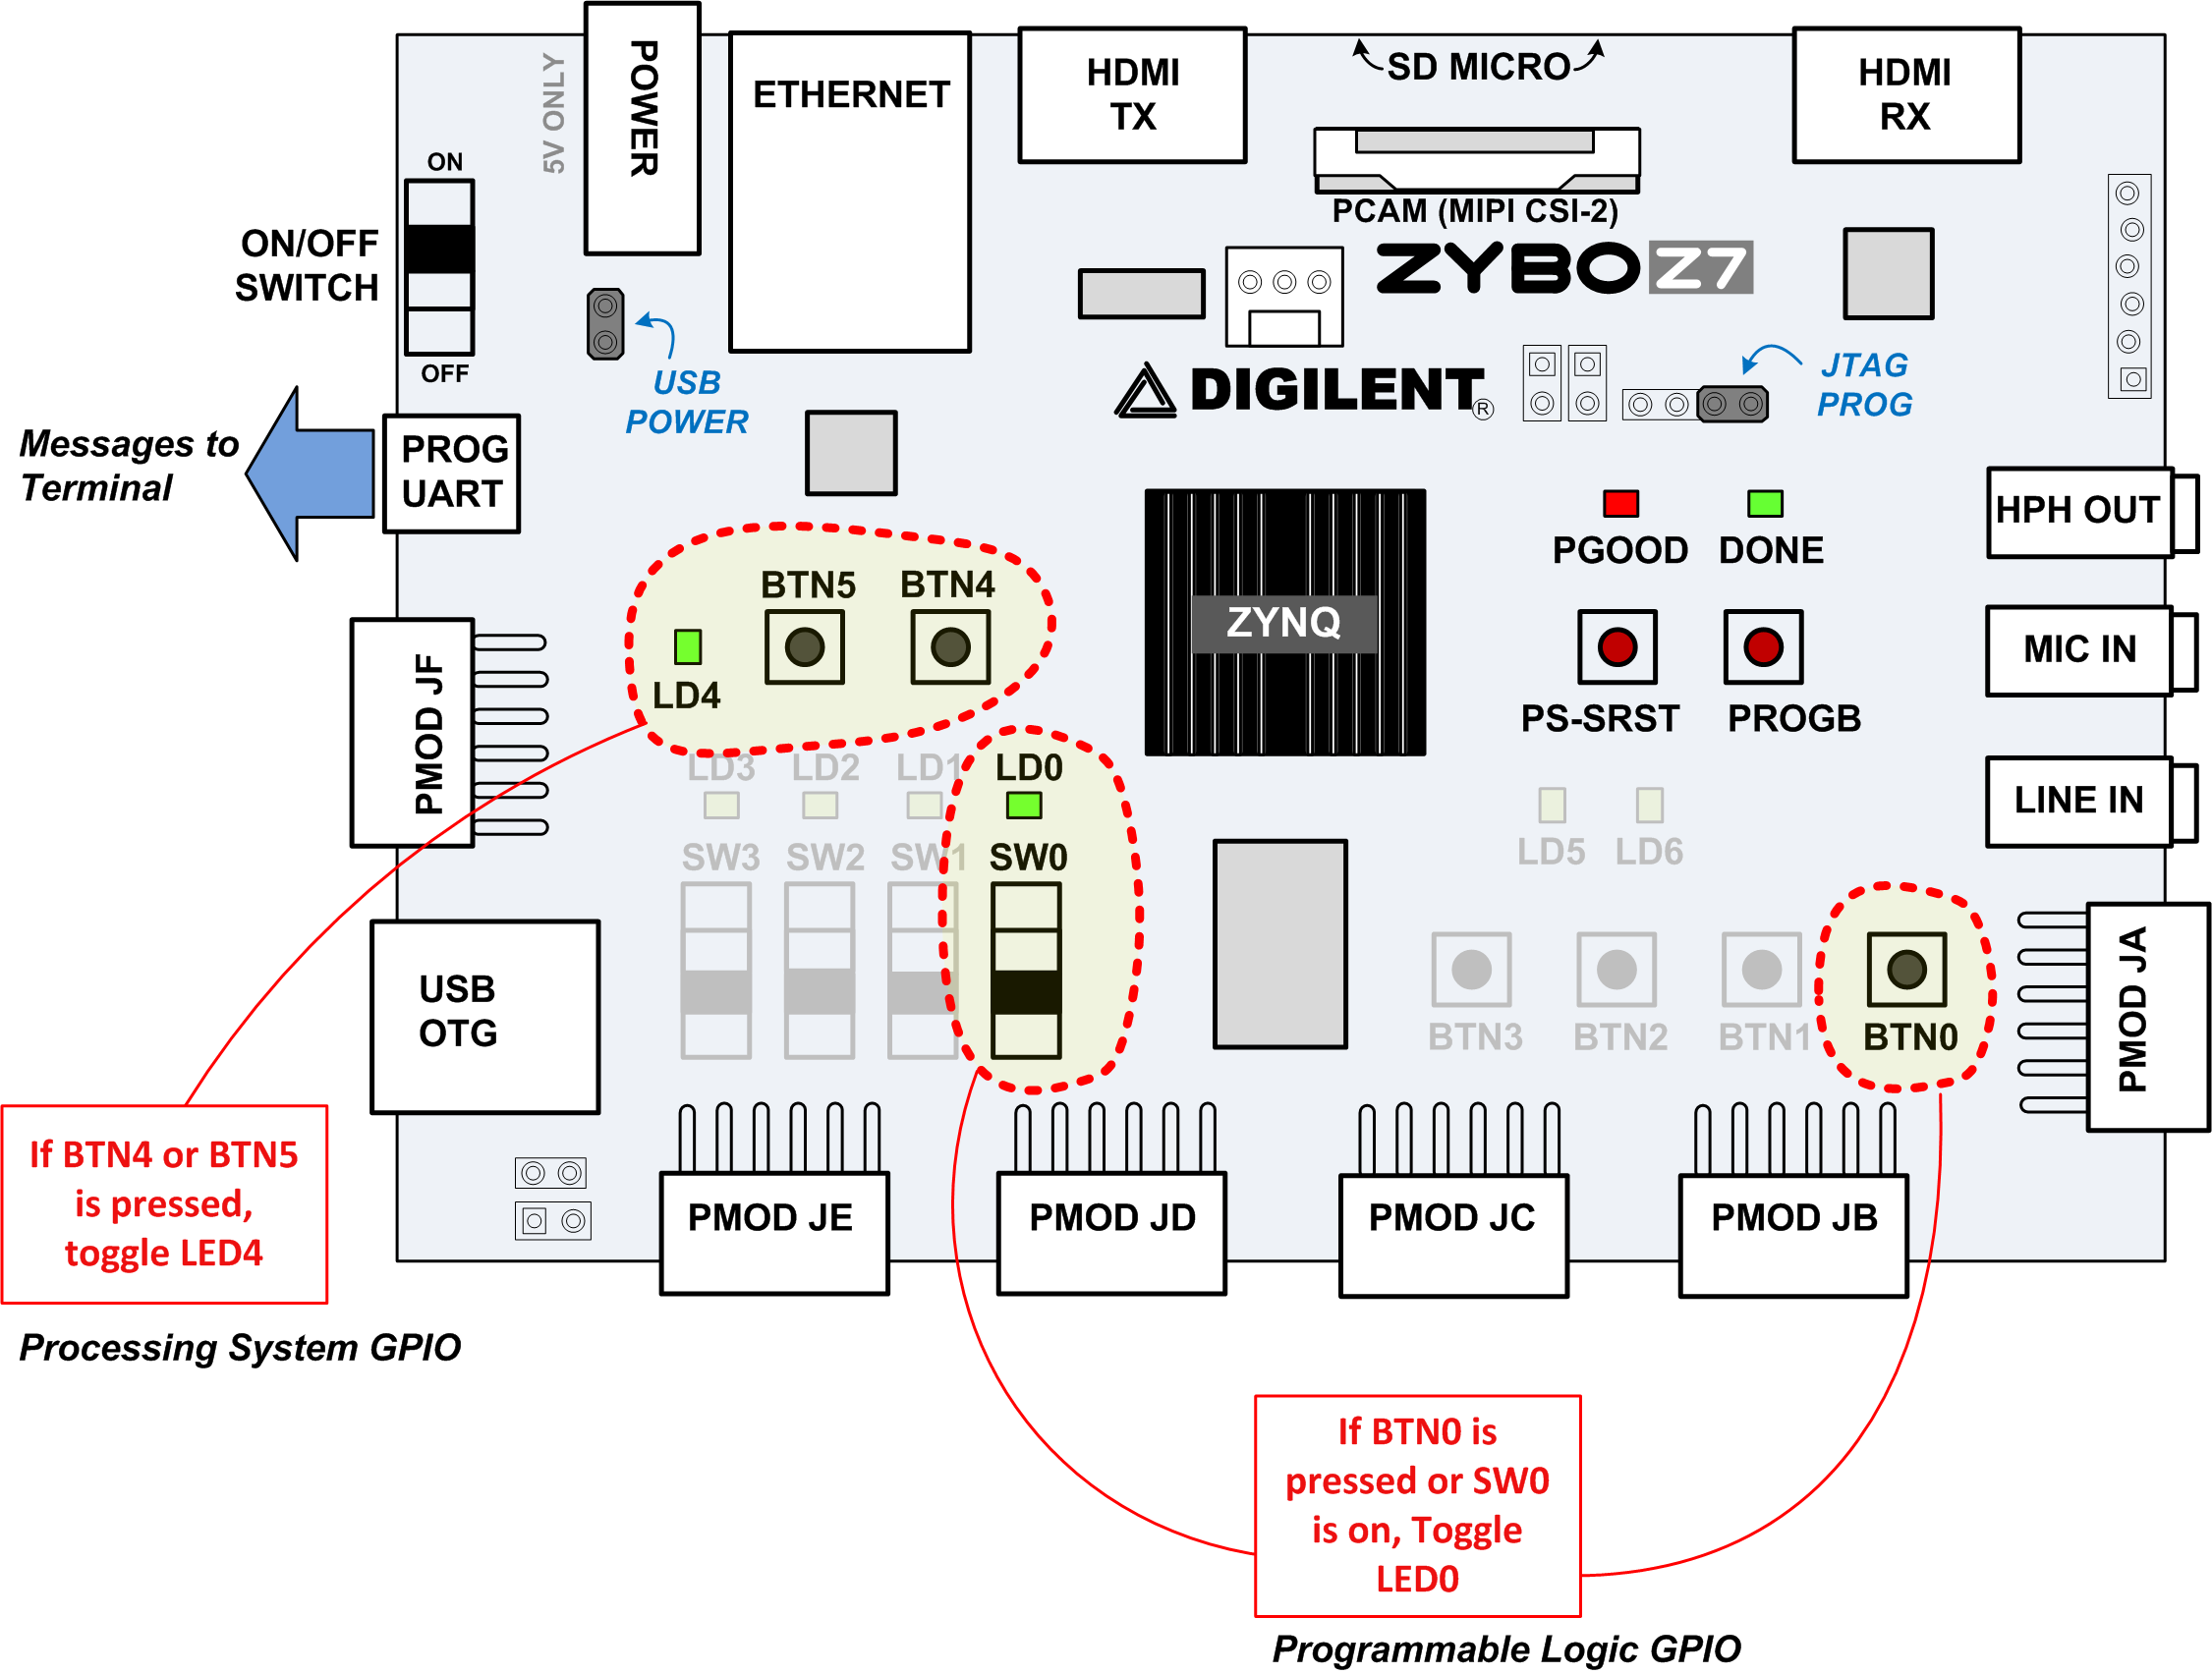 POWER
5V ONLY
ETHERNET
HDMI
TX
SD MICRO
HDMI
RX
PCAM (MIPI CSI-2)
ON
ON/OFF
SWITCH
OFF
ZYBO Z7
USB
POWER
DIGILENT®
JTAG
PROG
Messages to
Terminal
PROG
UART
PGOOD
DONE
HPH OUT
BTN5
BTN4
LD4
ZYNQ
PS-SRST
PROGB
MIC IN
PMOD JF
LD3
LD2
LD1
LD0
LINE IN
SW3
SW2
SW1
SW0
LD5
LD6
USB
OTG
BTN3
BTN2
BTN1
BTN0
PMOD JA
If BTN4 or BTN5
is pressed,
toggle LED4
PMOD JE
PMOD JD
PMOD JC
PMOD JB
Processing System GPIO
If BTN0 is
pressed or SW0
is on, Toggle
LED0
Programmable Logic GPIO